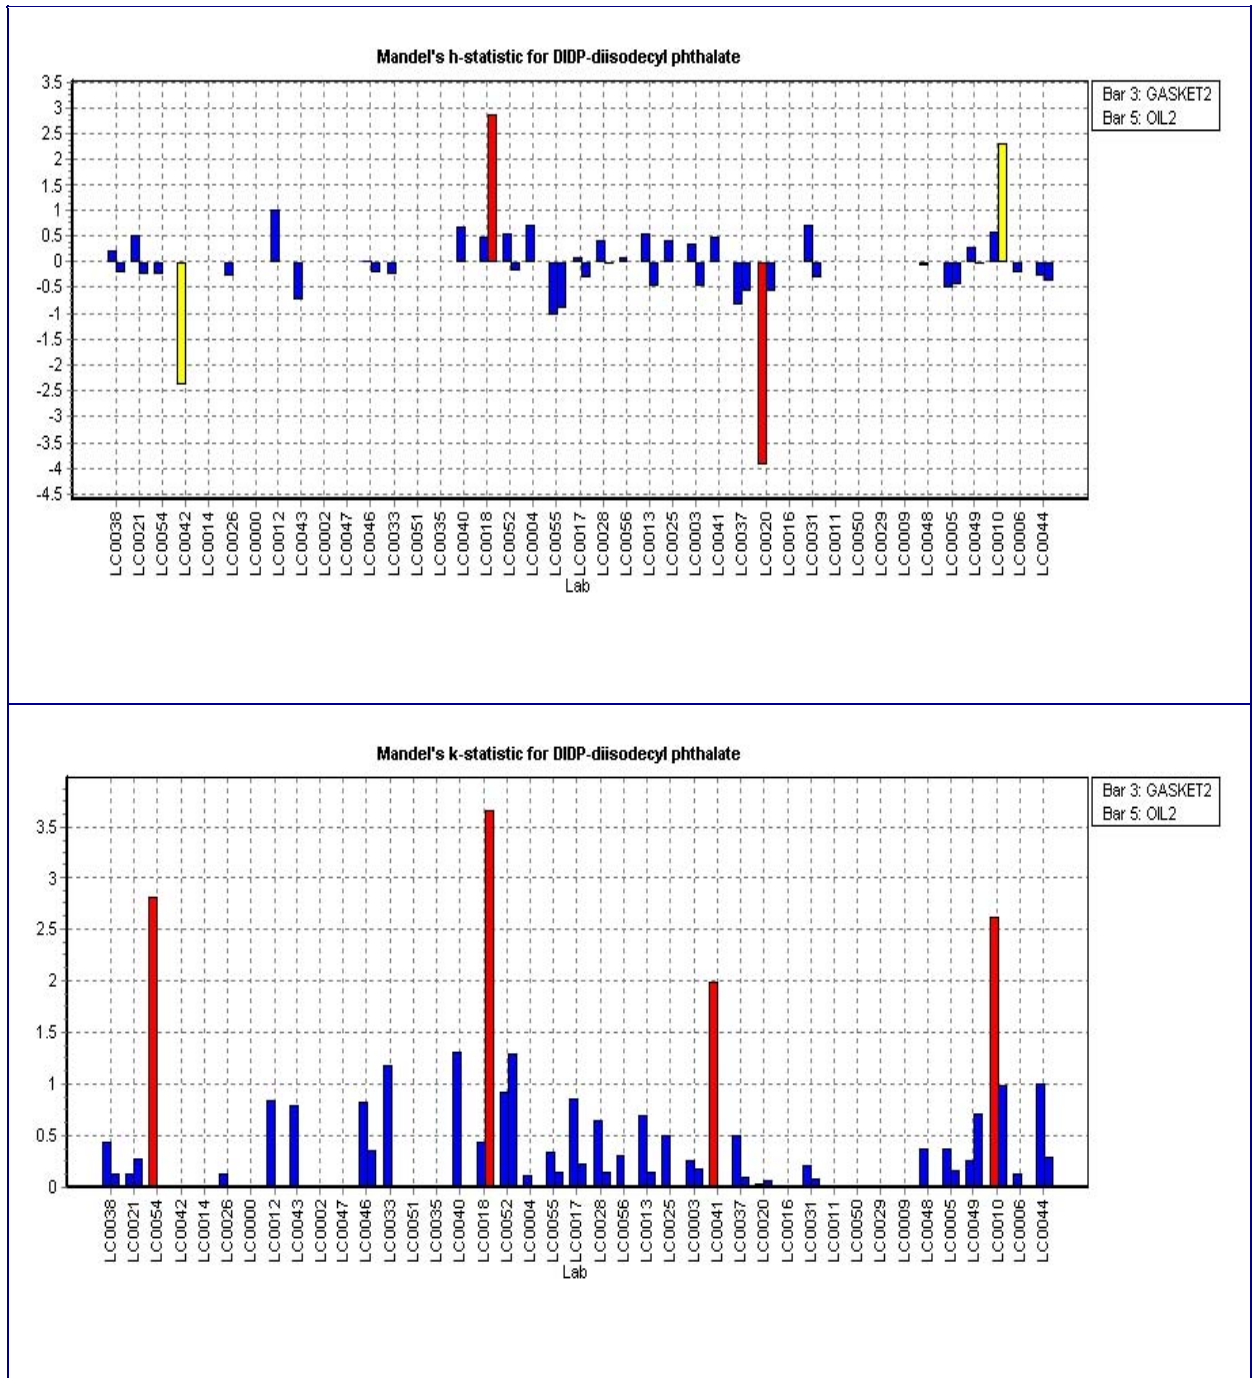 Mandel's h-statistic for DIDP-diisodecyl phthalate
Bar 3: GASKET2
Bar 5: OIL2
3.5
3
2.5
2
1.5
1
0.5
0
-0.5
-1
-1.5
-2
-2.5
-3
-3.5
-4
-4.5
LC0038
LC0021
LC0054
LC0042
LC0014
LC0026
LC0000
LC0012
LC0043
LC0002
LC0047
LC0046
LC0033
LC0051
LC0035
LC0040
LC0018
LC0052
LC0004
LC0055
LC0017
LC0028
LC0056
LC0013
LC0025
LC0003
LC0041
LC0037
LC0020
LC0016
LC0031
LC0011
LC0050
LC0029
LC0009
LC0048
LC0005
LC0049
LC0010
LC0006
LC0044
Lab
Mandel's k-statistic for DIDP-diisodecyl phthalate
Bar 3: GASKET2
Bar 5: OIL2
3.5
3
2.5
2
1.5
1
0.5
0
LC0038
LC0021
LC0054
LC0042
LC0014
LC0026
LC0000
LC0012
LC0043
LC0002
LC0047
LC0046
LC0033
LC0051
LC0035
LC0040
LC0018
LC0052
LC0004
LC0055
LC0017
LC0028
LC0056
LC0013
LC0025
LC0003
LC0041
LC0037
LC0020
LC0016
LC0031
LC0011
LC0050
LC0029
LC0009
LC0048
LC0005
LC0049
LC0010
LC0006
LC0044
Lab